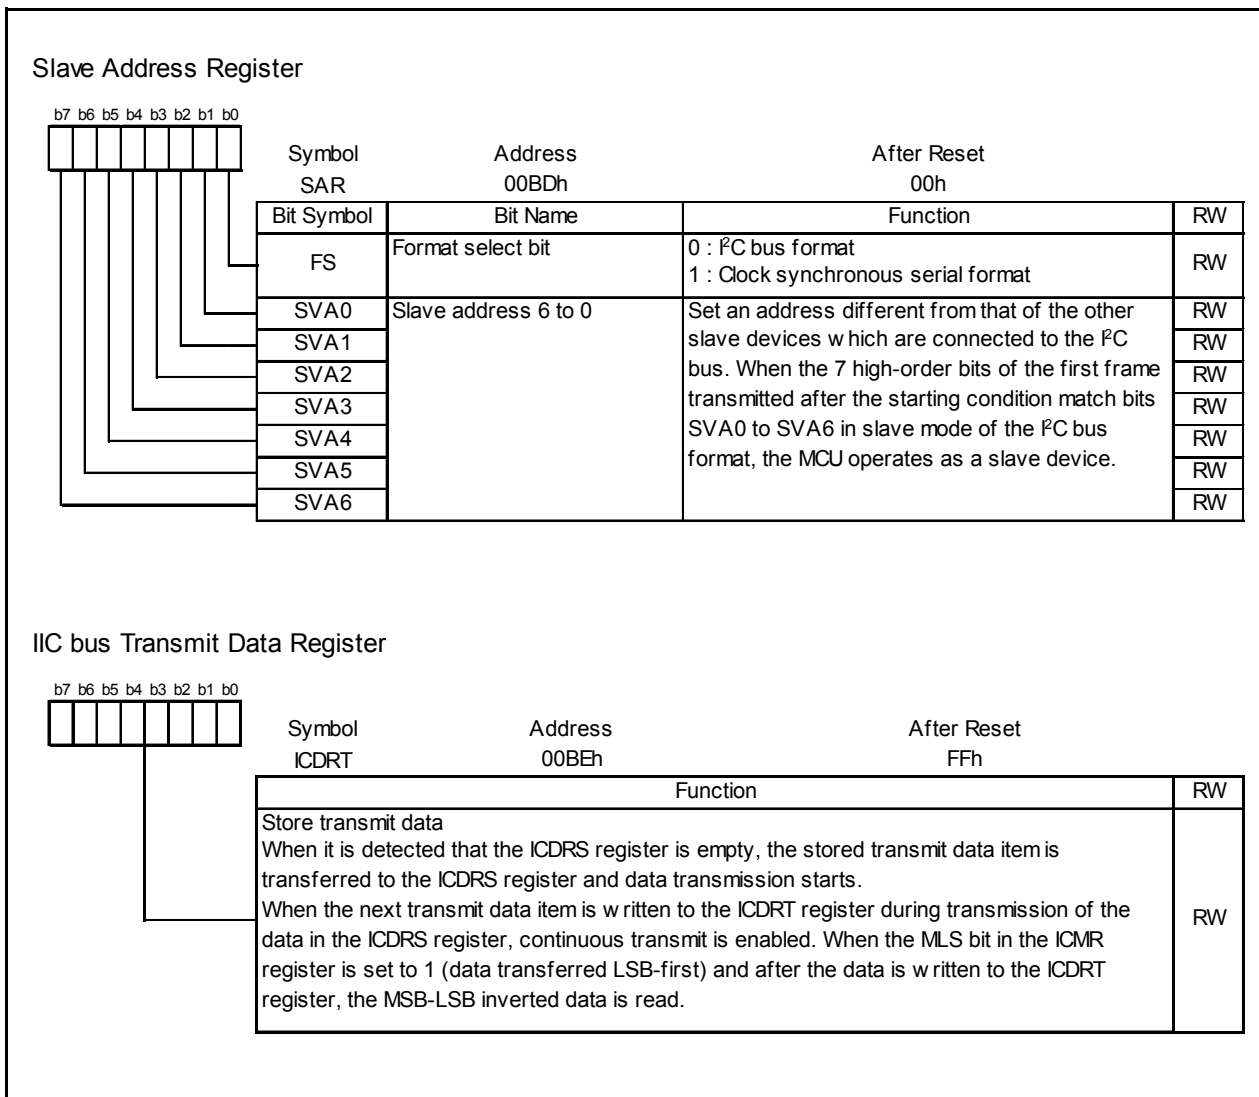 Slave Address Register
b7 b6 b5 b4 b3 b2 b1 b0
Symbol Address After Reset
SAR 00BDh 00h
Bit Symbol Bit Name Function RW
FS Format select bit 0 : I²C bus format
1 : Clock synchronous serial format RW
SVA0 Slave address 6 to 0 Set an address different from that of the other RW
SVA1 slave devices which are connected to the I²C RW
SVA2 bus. When the 7 high-order bits of the first frame RW
SVA3 transmitted after the starting condition match bits RW
SVA4 SVA0 to SVA6 in slave mode of the I²C bus RW
SVA5 format, the MCU operates as a slave device. RW
SVA6 RW
IIC bus Transmit Data Register
b7 b6 b5 b4 b3 b2 b1 b0
Symbol Address After Reset
ICDRT 00BEh FFh
Function RW
Store transmit data
When it is detected that the ICDRS register is empty, the stored transmit data item is
transferred to the ICDRS register and data transmission starts.
When the next transmit data item is written to the ICDRT register during transmission of the RW
data in the ICDRS register, continuous transmit is enabled. When the MLS bit in the ICMR
register is set to 1 (data transferred LSB-first) and after the data is written to the ICDRT
register, the MSB-LSB inverted data is read.